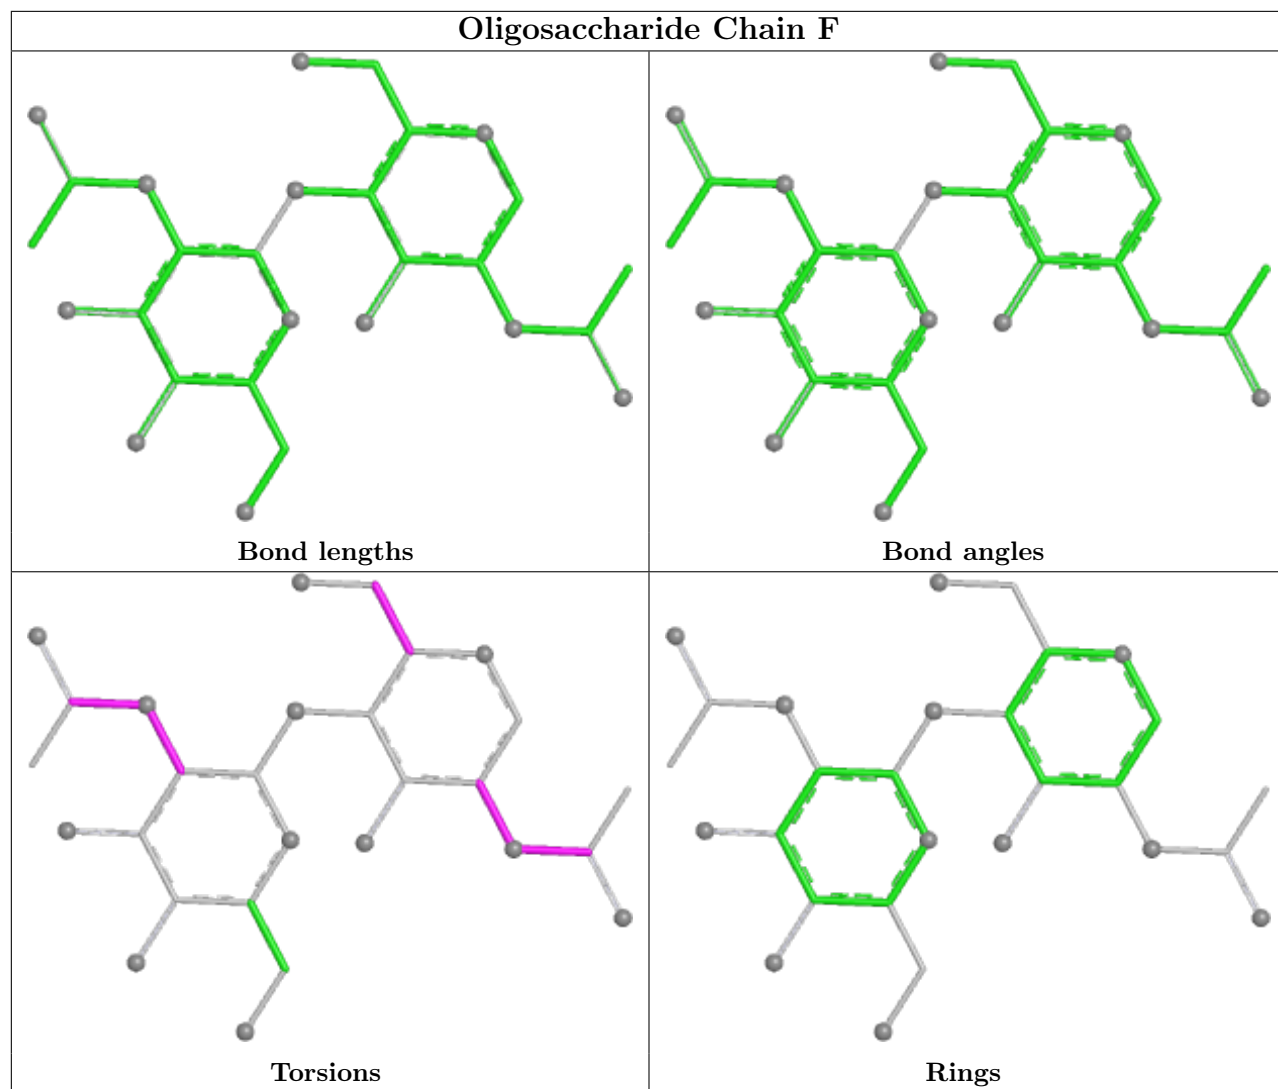 Oligosaccharide Chain F
Bond lengths
Bond angles
Torsions
Rings